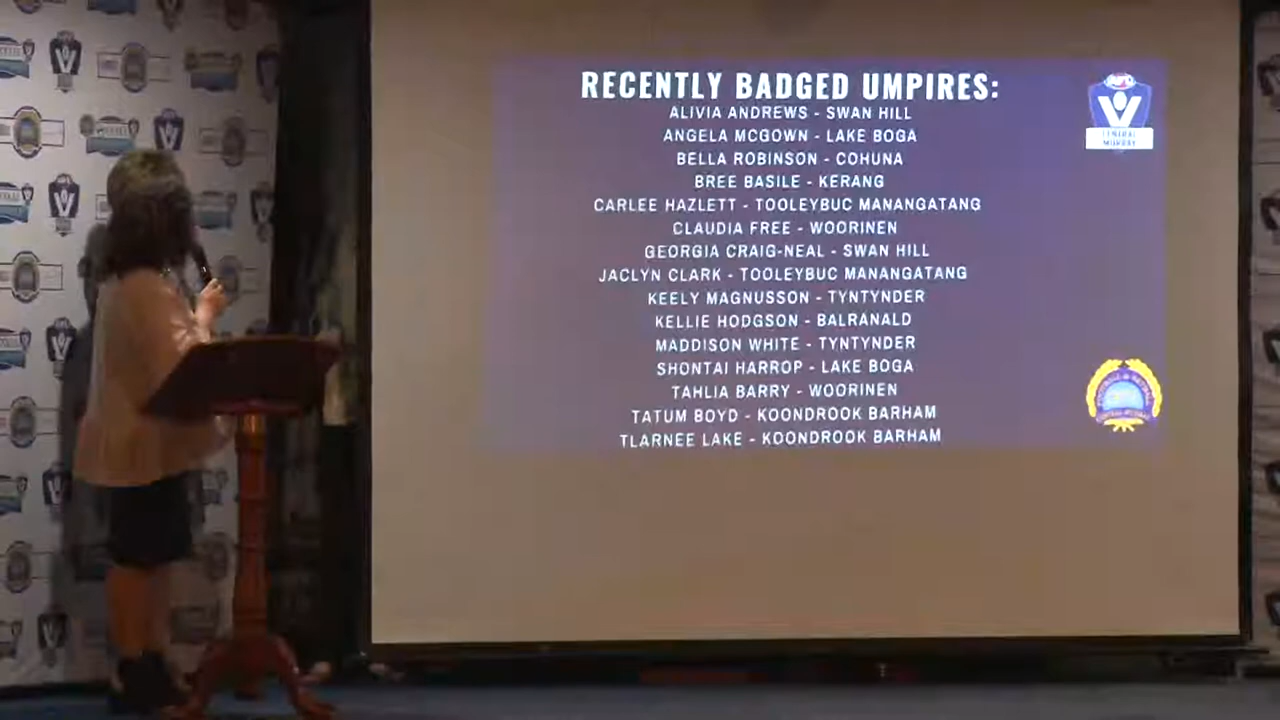 RECENTLY BADGED UMPIRES:
ALIVIA ANDREWS - SWAN HILL
ANGELA MCGOWN - LAKE BOGA
BELLA ROBINSON - COHUNA
BREE BASILE - KERANG
CARLEE HAZLETT - TOOLEYBUC MANANGATANG
CLAUDIA FREE - WOORINEN
GEORGIA CRAIG-NEAL - SWAN HILL
JACLYN CLARK - TOOLEYBUC MANANGATANG
KEELY MAGNUSSON - TYNTYNDER
KELLIE HODGSON - BALRANALD
MADDISON WHITE - TYNTYNDER
SHONTAI HARROP - LAKE BOGA
TAHLIA BARRY - WOORINEN
TATUM BOYD - KOONDROOK BARHAM
TLARNEE LAKE - KOONDROOK BARHAM
V
CENTRAL
MURRAY